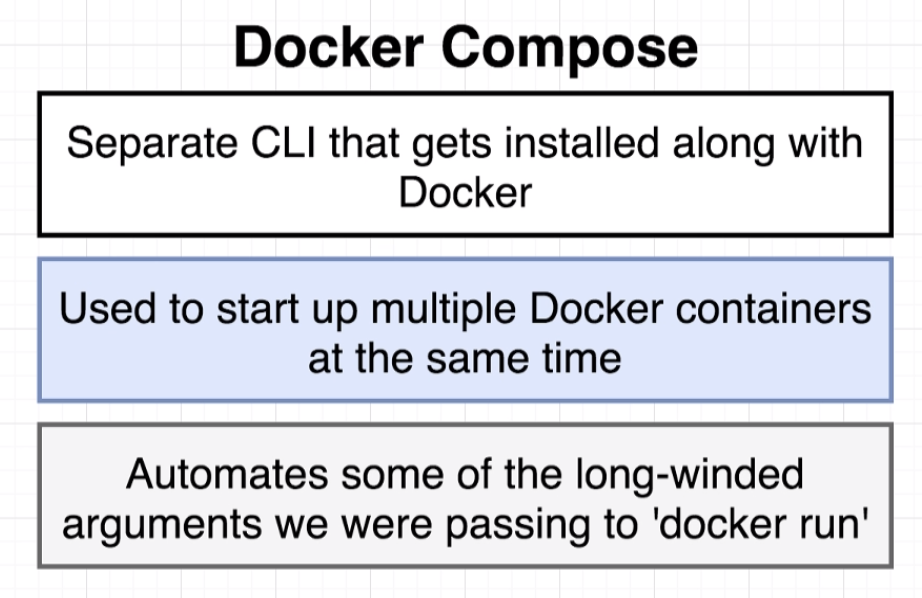 Docker Compose
Separate CLI that gets installed along with
Docker
Used to start up multiple Docker containers
at the same time
Automates some of the long-winded
arguments we were passing to 'docker run'